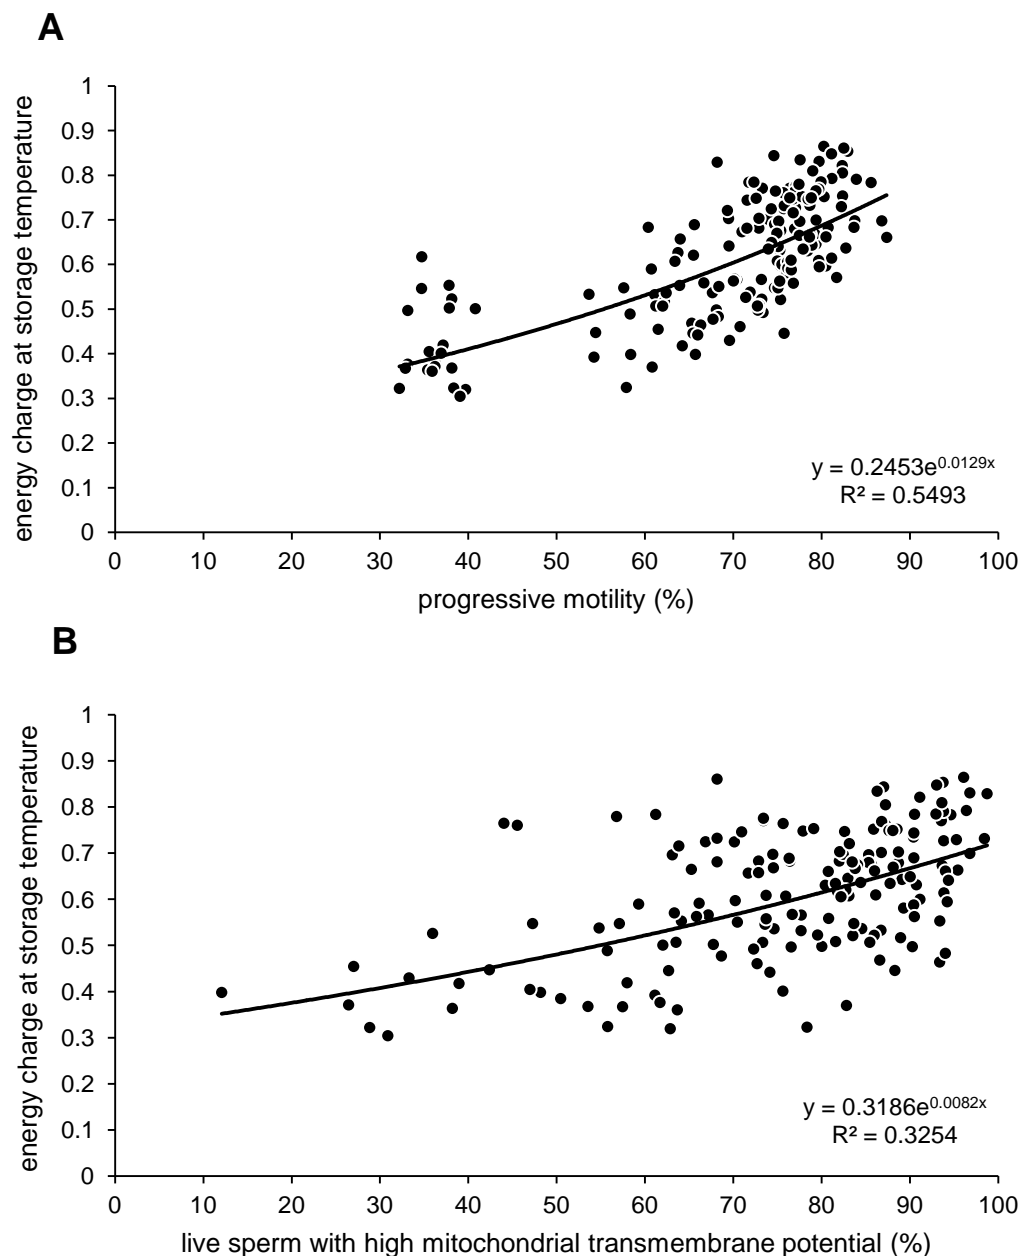 A
energy charge at storage temperature
1
0.9
0.8
0.7
0.6
0.5
0.4
0.3
0.2
0.1
0
y = 0.2453e^0.0129x
R² = 0.5493
0 10 20 30 40 50 60 70 80 90 100
progressive motility (%)
B
energy charge at storage temperature
1
0.9
0.8
0.7
0.6
0.5
0.4
0.3
0.2
0.1
0
y = 0.3186e^0.0082x
R² = 0.3254
0 10 20 30 40 50 60 70 80 90 100
live sperm with high mitochondrial transmembrane potential (%)